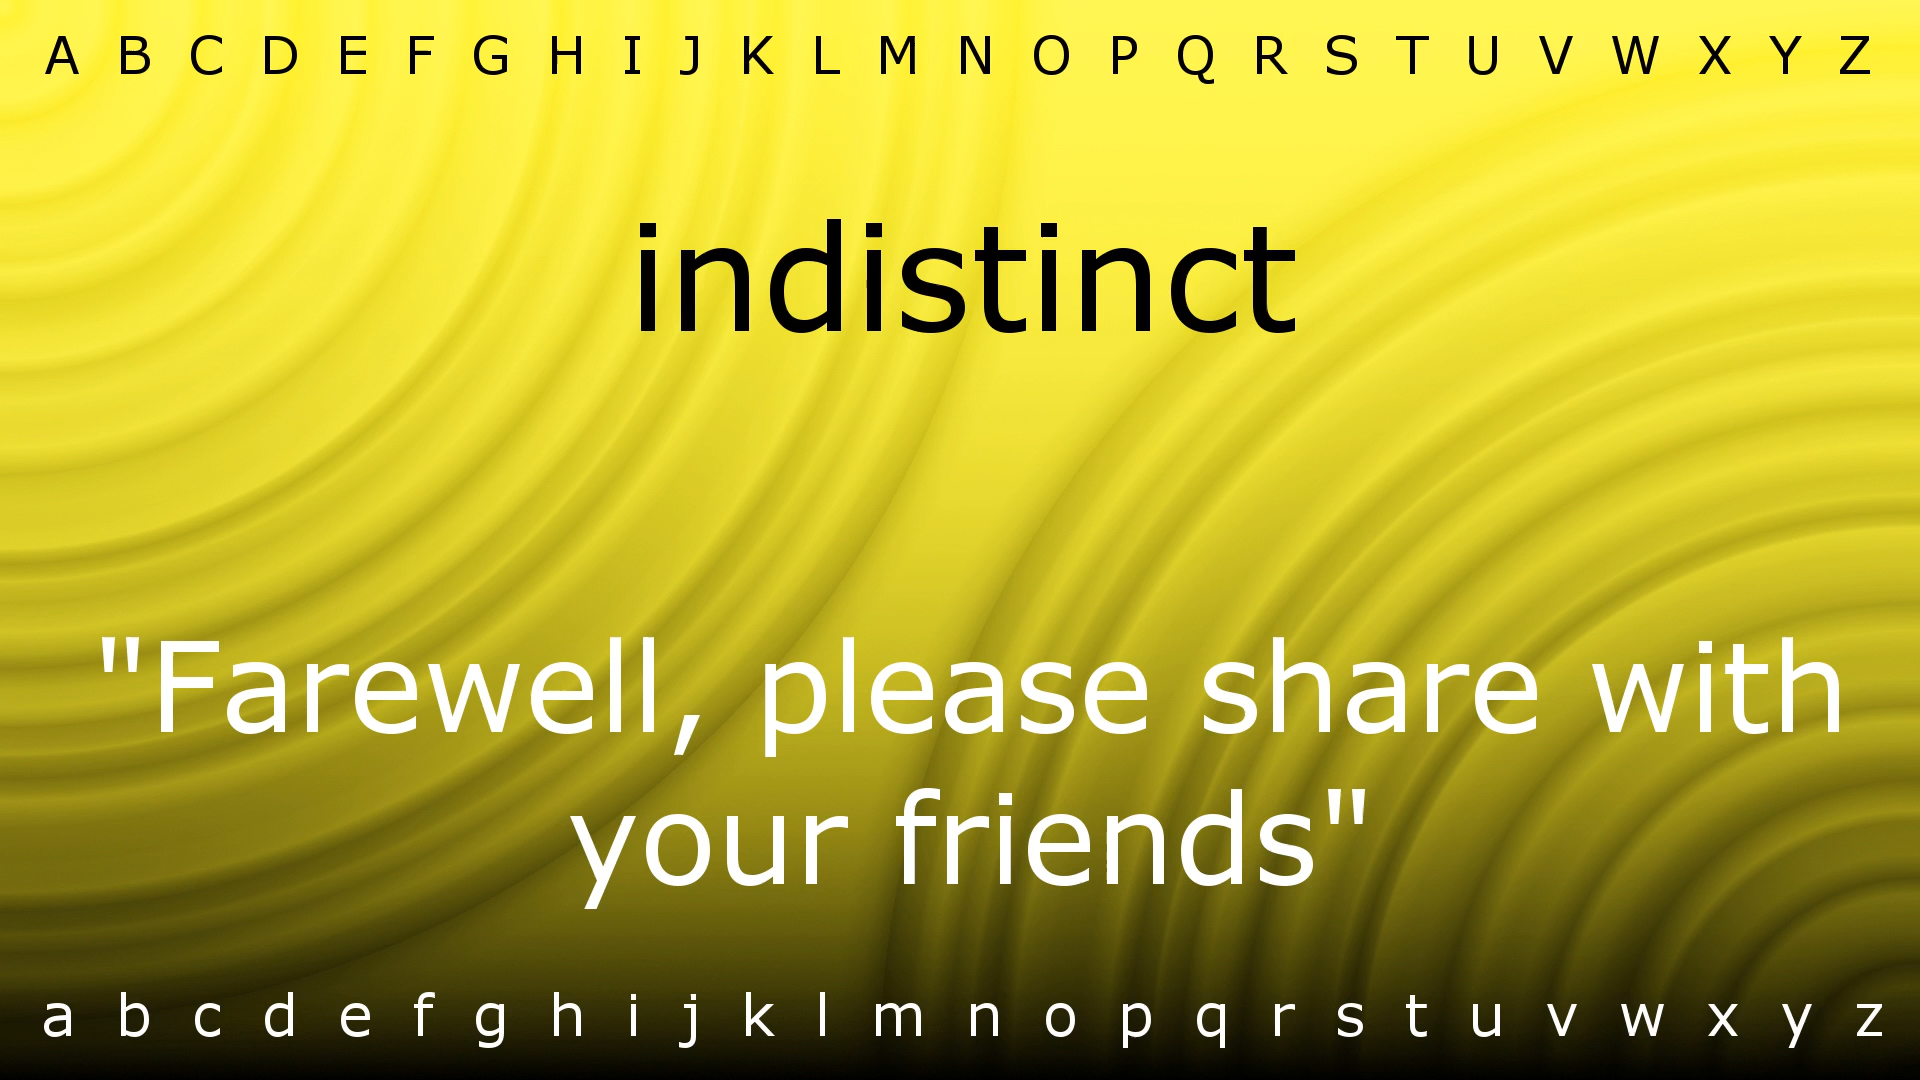 A B C D E F G H I J K L M N O P Q R S T U V W X Y Z
indistinct
"Farewell, please share with
your friends"
a b c d e f g h i j k l m n o p q r s t u v w x y z